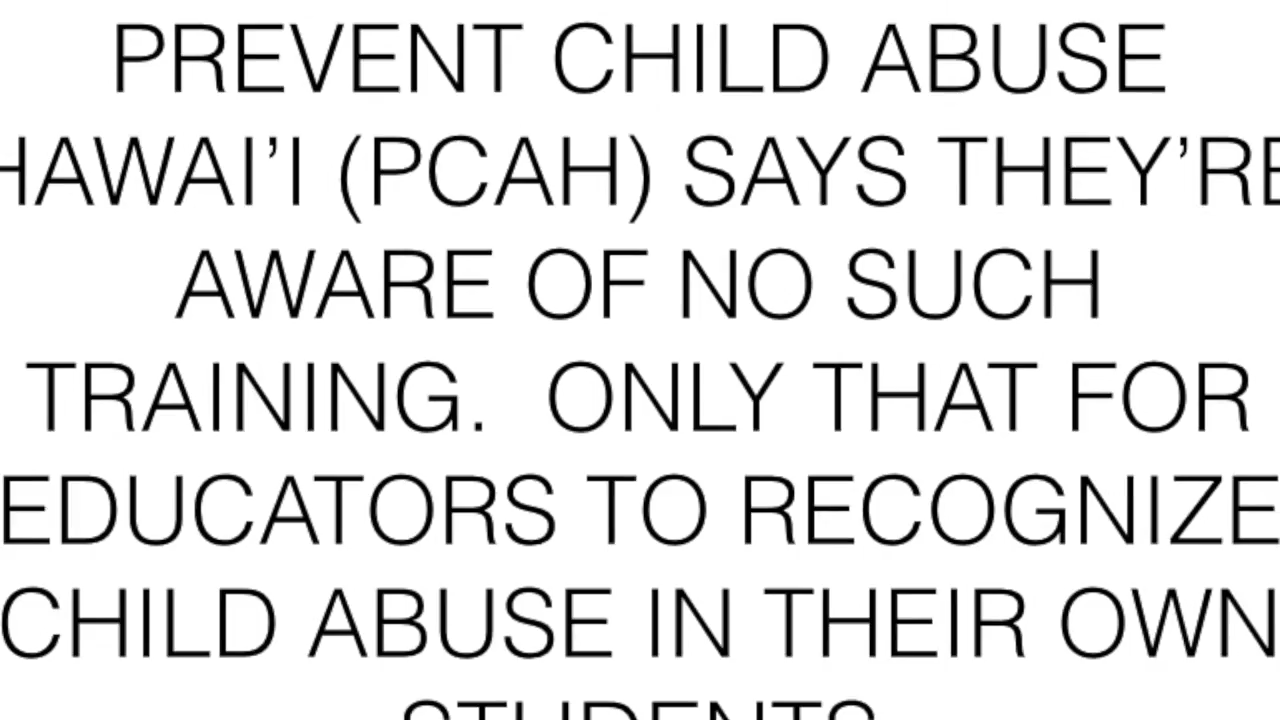 PREVENT CHILD ABUSE
HAWAI’I (PCAH) SAYS THEY’RE
AWARE OF NO SUCH
TRAINING.  ONLY THAT FOR
EDUCATORS TO RECOGNIZE
CHILD ABUSE IN THEIR OWN
STUDENTS